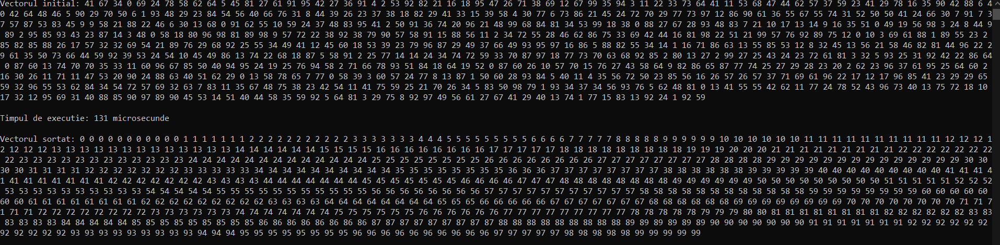 Vectorul initial: 41 67 34 0 69 24 78 58 62 64 5 45 81 27 61 91 95 42 27 36 91 4 2 53 92 82 21 16 18 95 47 26 71 38 69 12 67 99 35 94 3 11 22 33 73 64 41 11 53 68 47 44 62 57 37 59 23 41 29 78 16 35 90 42 88 6 4
0 42 64 48 46 5 90 29 70 50 6 1 93 48 29 23 84 54 56 40 66 76 31 8 44 39 26 23 37 38 18 82 29 41 33 15 39 58 4 30 77 6 73 86 21 45 24 72 70 29 77 73 97 12 86 90 61 36 55 67 55 74 31 52 50 50 41 24 66 30 7 91 7 3
7 57 87 53 83 45 9 9 58 21 88 22 46 6 30 13 68 0 91 62 55 10 59 24 37 48 83 95 41 2 50 91 36 74 20 96 21 48 99 68 84 81 34 53 99 18 38 0 88 27 67 28 93 48 83 7 21 10 17 13 14 9 16 35 51 0 49 19 56 98 3 24 8 44 9
89 2 95 85 93 43 23 87 14 3 48 0 58 18 80 96 98 81 89 98 9 57 72 22 38 92 38 79 90 57 58 91 15 88 56 11 2 34 72 55 28 46 62 86 75 33 69 42 44 16 81 98 22 51 21 99 57 76 92 89 75 12 0 10 3 69 61 88 1 89 55 23 2
85 82 85 88 26 17 57 32 32 69 54 21 89 76 29 68 92 25 55 34 49 41 12 45 60 18 53 39 23 79 96 87 29 49 37 66 49 93 95 97 16 86 5 88 82 55 34 14 1 16 71 86 63 13 55 85 53 12 8 32 45 13 56 21 58 46 82 81 44 96 22 2
9 61 35 50 73 66 44 59 92 39 53 24 54 10 45 49 86 13 74 22 68 18 87 5 58 91 2 25 77 14 14 24 34 74 72 59 33 70 87 97 18 77 73 70 63 68 92 85 2 80 13 27 2 99 27 25 43 24 23 72 61 81 3 32 5 93 25 31 92 42 22 86 64
0 87 60 13 74 70 70 35 33 11 60 96 67 85 50 40 94 95 24 19 25 76 94 58 2 71 66 78 93 51 84 18 64 19 52 0 87 60 26 10 57 70 15 76 27 43 58 64 9 82 86 65 87 77 74 25 27 29 28 23 20 2 62 23 96 37 61 95 25 64 60 2
16 30 26 11 71 11 47 53 20 90 24 88 63 40 51 62 29 0 13 58 78 65 7 77 0 58 39 3 60 57 24 77 8 13 87 1 50 60 28 93 84 5 40 11 4 35 56 72 50 23 85 56 16 26 57 26 57 37 71 69 61 96 22 17 12 17 96 85 41 23 29 29 65
59 32 96 55 53 62 84 34 54 72 57 69 32 63 7 83 11 35 67 48 75 38 23 42 54 11 41 75 59 25 21 70 26 34 5 83 50 98 79 1 93 34 37 34 56 93 76 5 62 48 81 0 13 41 55 55 42 62 11 77 24 78 52 43 96 73 40 13 75 72 18 10
17 32 12 95 69 31 40 88 85 90 97 89 90 45 53 14 51 40 44 58 35 59 92 5 64 81 3 29 75 8 92 97 49 56 61 27 67 41 29 40 13 74 1 77 15 83 13 92 24 1 92 59
Timpul de executie: 131 microsecunde
Vectorul sortat: 0 0 0 0 0 0 0 0 0 0 0 1 1 1 1 1 1 1 2 2 2 2 2 2 2 2 2 2 2 3 3 3 3 3 3 3 4 4 4 5 5 5 5 5 5 5 5 5 6 6 6 6 7 7 7 7 7 8 8 8 8 8 9 9 9 9 9 9 10 10 10 10 10 10 11 11 11 11 11 11 11 11 11 11 12 12 12 1
2 12 12 12 13 13 13 13 13 13 13 13 13 13 13 13 13 14 14 14 14 14 14 15 15 15 15 16 16 16 16 16 16 16 16 17 17 17 17 17 18 18 18 18 18 18 18 18 18 19 19 19 20 20 20 21 21 21 21 21 21 21 21 21 22 22 22 22 22 22 22
22 23 23 23 23 23 23 23 23 23 23 23 23 24 24 24 24 24 24 24 24 24 24 24 24 24 25 25 25 25 25 25 25 25 26 26 26 26 26 26 26 26 27 27 27 27 27 27 27 27 27 28 28 28 28 29 29 29 29 29 29 29 29 29 29 29 29 29 29 30 30
30 30 31 31 31 31 32 32 32 32 32 32 32 33 33 33 33 33 34 34 34 34 34 34 34 34 34 34 35 35 35 35 35 35 35 35 36 36 36 37 37 37 37 37 37 37 37 38 38 38 38 38 38 39 39 39 39 39 40 40 40 40 40 40 40 40 40 41 41 41 4
1 41 41 41 41 41 41 41 42 42 42 42 42 42 42 43 43 43 43 44 44 44 44 44 44 44 45 45 45 45 45 45 45 46 46 46 46 47 47 47 48 48 48 48 48 48 48 48 49 49 49 49 49 49 50 50 50 50 50 50 50 50 50 51 51 51 51 51 52 52 52
53 53 53 53 53 53 53 53 53 53 54 54 54 54 54 55 55 55 55 55 55 55 55 55 55 55 56 56 56 56 56 56 56 56 57 57 57 57 57 57 57 57 57 57 57 58 58 58 58 58 58 58 58 58 58 58 58 59 59 59 59 59 59 59 59 60 60 60 60 60
60 60 61 61 61 61 61 61 61 61 62 62 62 62 62 62 62 62 62 63 63 63 63 64 64 64 64 64 64 64 64 65 65 65 66 66 66 66 66 66 67 67 67 67 67 67 68 68 68 68 68 68 69 69 69 69 69 69 69 69 70 70 70 70 70 70 70 70 71 71 7
1 71 71 72 72 72 72 72 72 72 72 73 73 73 73 73 73 74 74 74 74 74 74 74 75 75 75 75 75 75 76 76 76 76 76 76 77 77 77 77 77 77 77 77 77 78 78 78 78 78 79 79 79 80 80 81 81 81 81 81 81 81 81 82 82 82 82 82 82 83 83
83 83 83 83 84 84 84 84 84 85 85 85 85 85 85 85 85 85 86 86 86 86 86 86 86 86 87 87 87 87 87 87 87 87 87 88 88 88 88 88 88 88 88 88 89 89 89 89 89 89 90 90 90 90 90 90 90 91 91 91 91 91 91 91 92 92 92 92 92 92
92 92 92 92 92 93 93 93 93 93 93 93 93 93 94 94 94 95 95 95 95 95 95 95 95 96 96 96 96 96 96 96 96 96 96 97 97 97 97 97 98 98 98 98 98 99 99 99 99 99